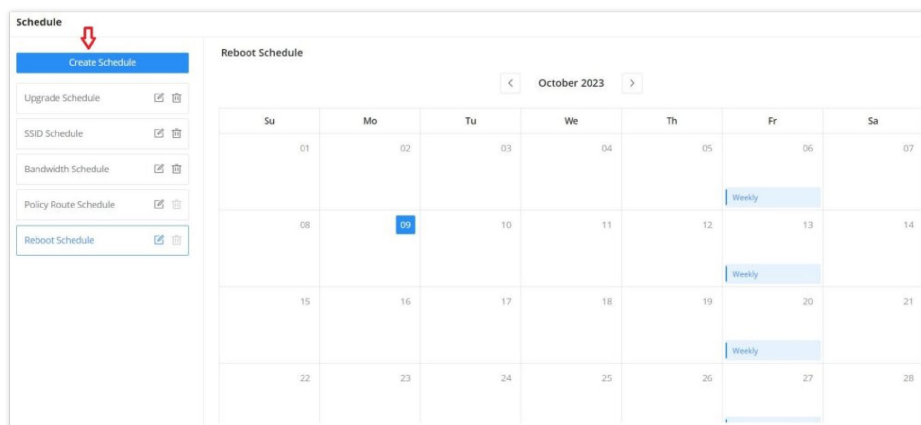 Schedule
Create Schedule
Upgrade Schedule
SSID Schedule
Bandwidth Schedule
Policy Route Schedule
Reboot Schedule
Reboot Schedule
October 2023
Su Mo Tu We Th Fr Sa
01 02 03 04 05 06 07
Weekly
08 09 10 11 12 13 14
Weekly
15 16 17 18 19 20 21
Weekly
22 23 24 25 26 27 28